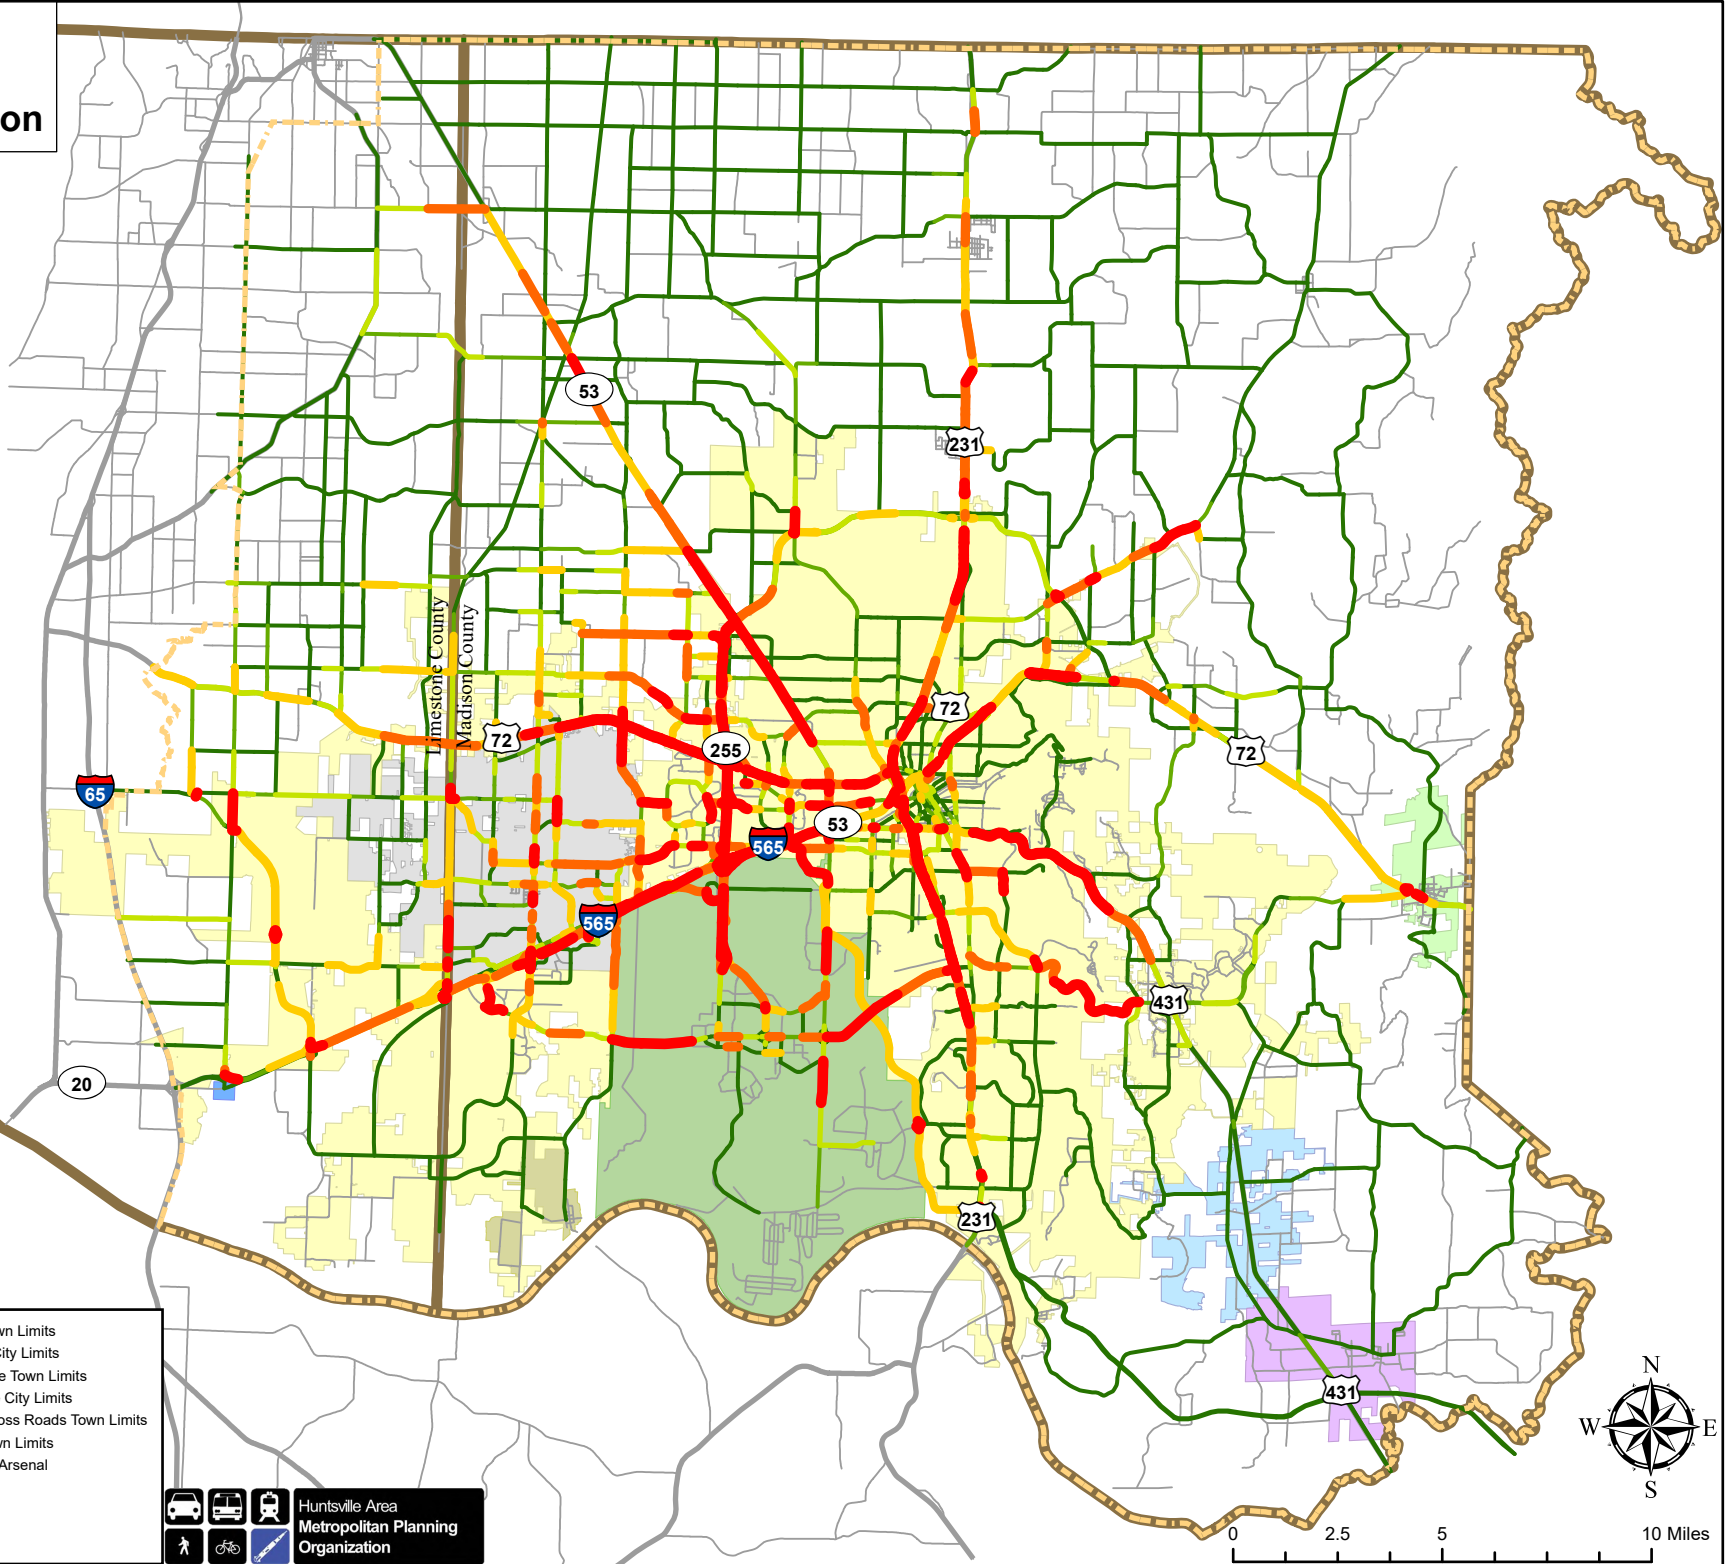 on
53
231
Limestone County
Madison County
72
72
255
72
65
53
565
565
431
20
231
431
wn Limits
City Limits
e Town Limits
City Limits
oss Roads Town Limits
wn Limits
Arsenal
Huntsville Area
Metropolitan Planning
Organization
N
W E
S
0 2.5 5 10 Miles